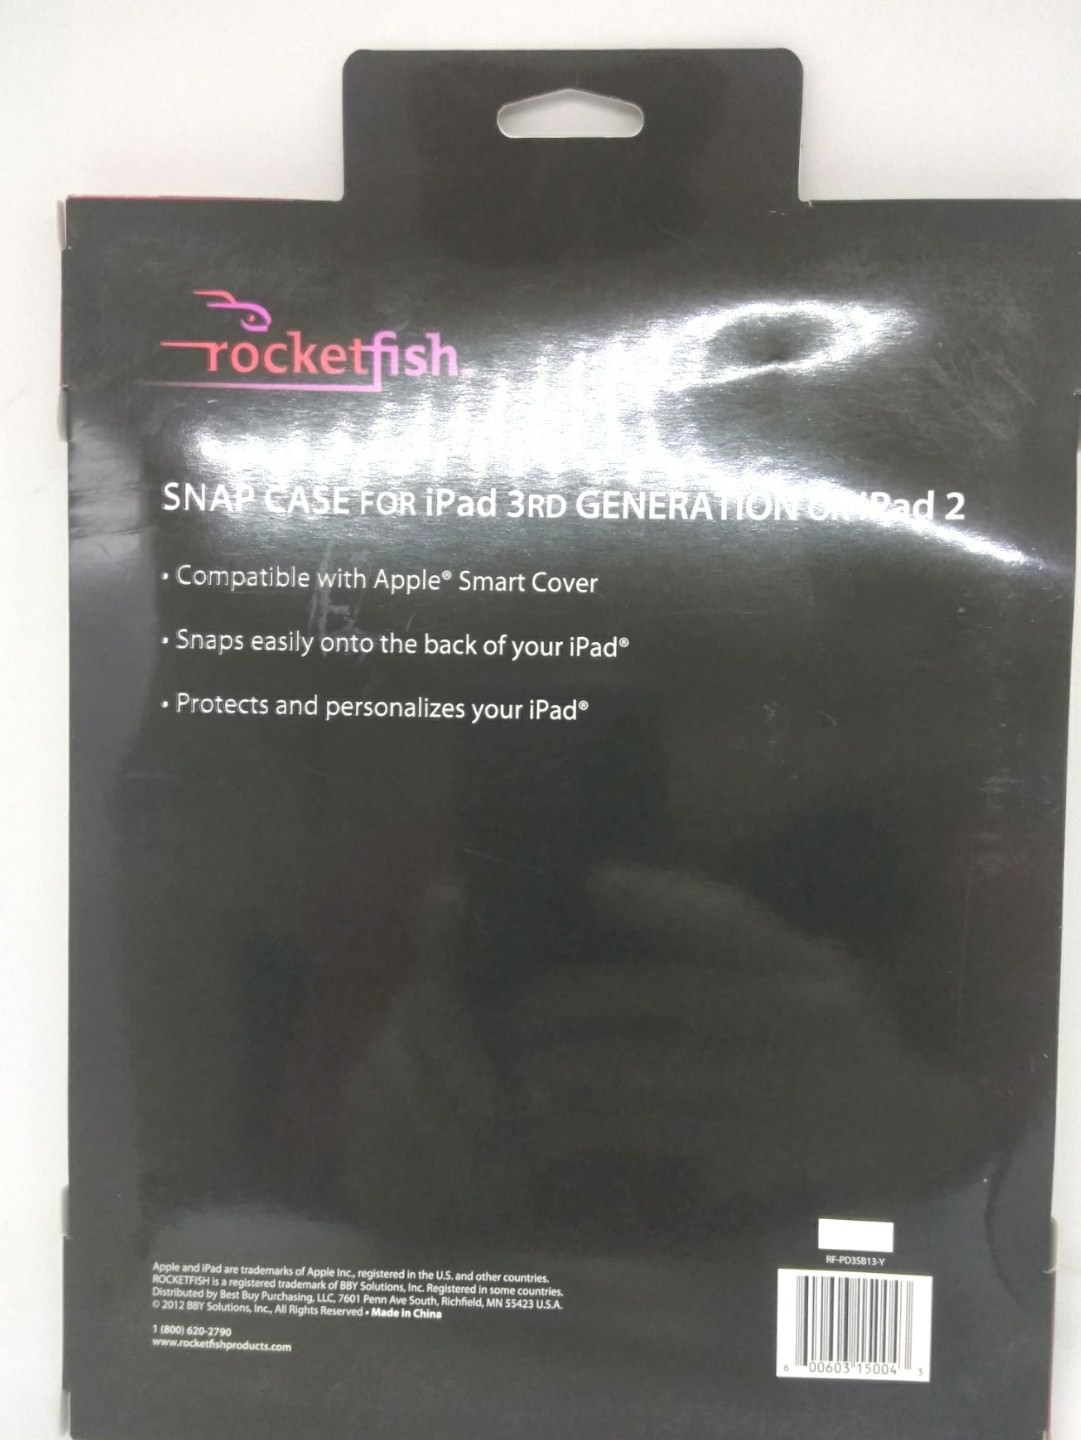 rocketfish
SNAP CASE FOR iPad 3RD GENERATION OR iPad 2
• Compatible with Apple® Smart Cover
• Snaps easily onto the back of your iPad®
• Protects and personalizes your iPad®
Apple and iPad are trademarks of Apple Inc., registered in the U.S. and other countries.
ROCKETFISH is a registered trademark of BBY Solutions, Inc. Registered in some countries.
Distributed by Best Buy Purchasing, LLC, 7601 Penn Ave South, Richfield, MN 55423 U.S.A.
© 2012 BBY Solutions, Inc., All Rights Reserved • Made in China
1 (800) 620-2790
www.rocketfishproducts.com
RF-PD3SB13-Y
6 00603 15004 3